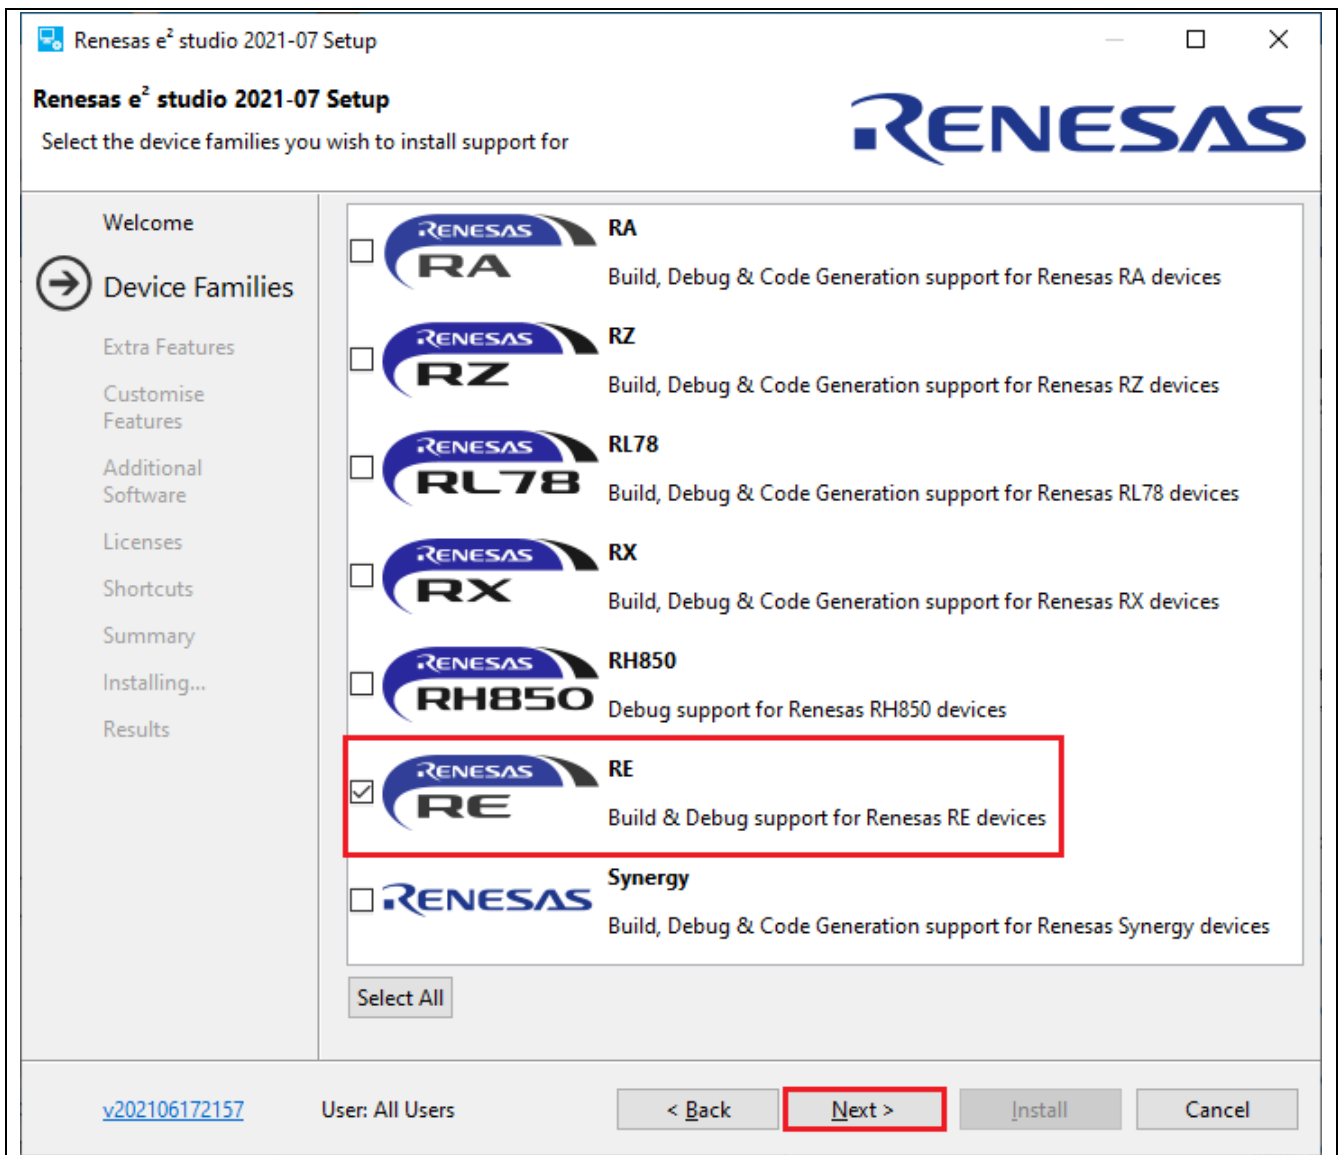 Renesas e² studio 2021-07 Setup
Renesas e² studio 2021-07 Setup
Select the device families you wish to install support for
RENESAS
Welcome
Device Families
Extra Features
Customise
Features
Additional
Software
Licenses
Shortcuts
Summary
Installing...
Results
RENESAS
RA
RA
Build, Debug & Code Generation support for Renesas RA devices
RENESAS
RZ
RZ
Build, Debug & Code Generation support for Renesas RZ devices
RENESAS
RL78
RL78
Build, Debug & Code Generation support for Renesas RL78 devices
RENESAS
RX
RX
Build, Debug & Code Generation support for Renesas RX devices
RENESAS
RH850
RH850
Debug support for Renesas RH850 devices
RENESAS
RE
RE
Build & Debug support for Renesas RE devices
RENESAS
Synergy
Build, Debug & Code Generation support for Renesas Synergy devices
Select All
v202106172157
User: All Users
< Back
Next >
Install
Cancel